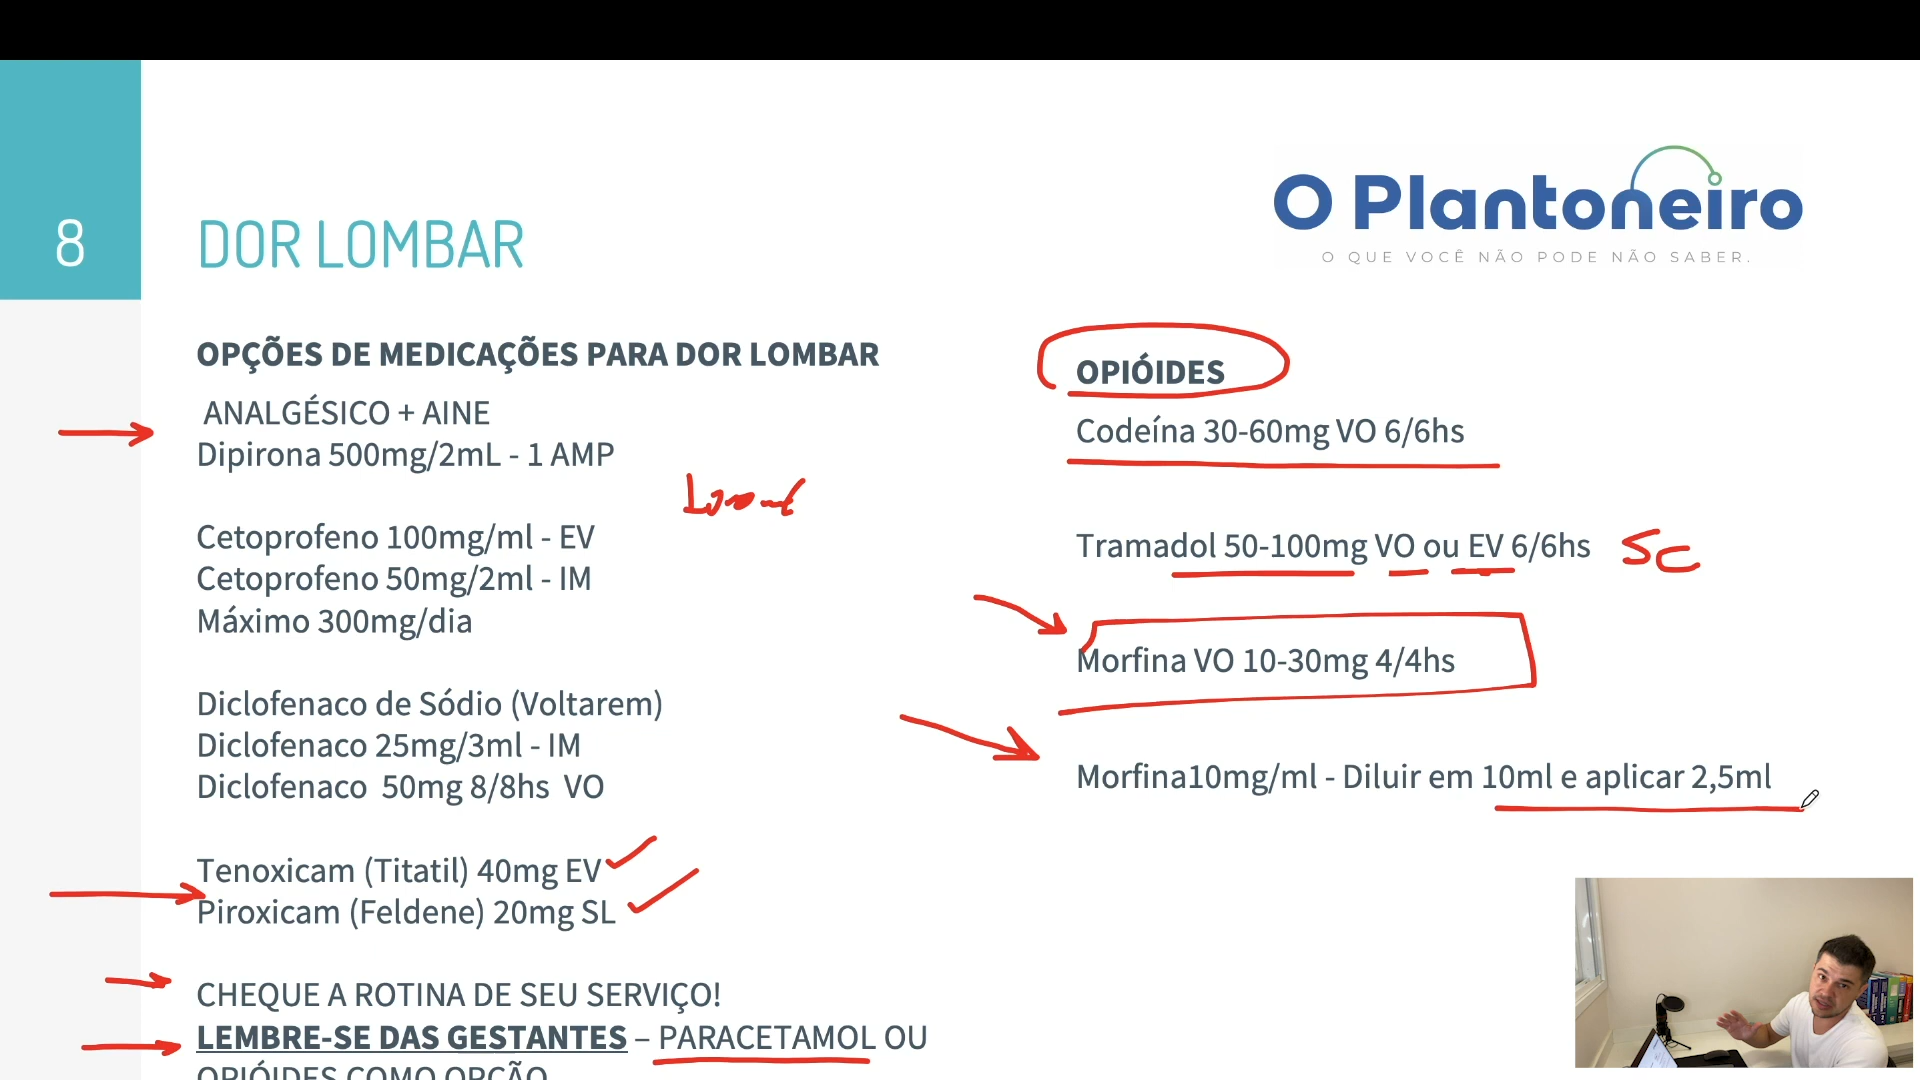 O Plantoneiro
O QUE VOCÊ NÃO PODE NÃO SABER.
8
DOR LOMBAR
OPÇÕES DE MEDICAÇÕES PARA DOR LOMBAR
ANALGÉSICO + AINE
Dipirona 500mg/2mL - 1 AMP
Cetoprofeno 100mg/ml - EV
Cetoprofeno 50mg/2ml - IM
Máximo 300mg/dia
Diclofenaco de Sódio (Voltarem)
Diclofenaco 25mg/3ml - IM
Diclofenaco 50mg 8/8hs VO
Tenoxicam (Titatil) 40mg EV
Piroxicam (Feldene) 20mg SL
CHEQUE A ROTINA DE SEU SERVIÇO!
LEMBRE-SE DAS GESTANTES – PARACETAMOL OU
OPIÓIDES COMO OPÇÃO
OPIÓIDES
Codeína 30-60mg VO 6/6hs
Tramadol 50-100mg VO ou EV 6/6hs SC
Morfina VO 10-30mg 4/4hs
Morfina10mg/ml - Diluir em 10ml e aplicar 2,5ml